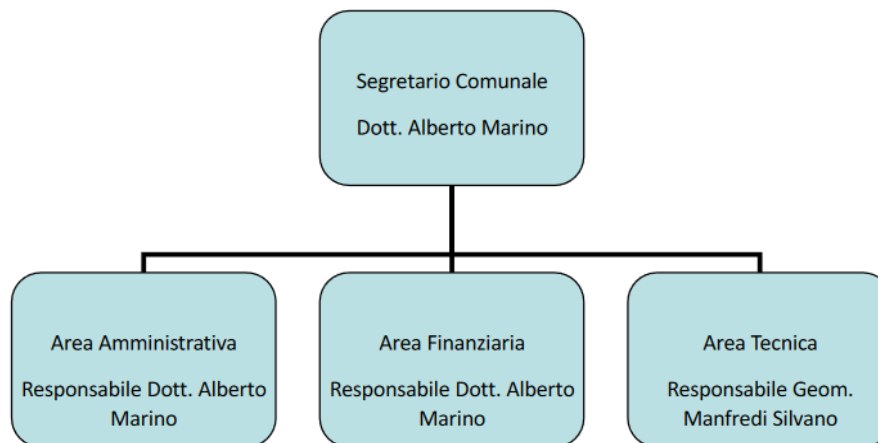 Segretario Comunale
Dott. Alberto Marino
Area Amministrativa
Responsabile Dott. Alberto
Marino
Area Finanziaria
Responsabile Dott. Alberto
Marino
Area Tecnica
Responsabile Geom.
Manfredi Silvano